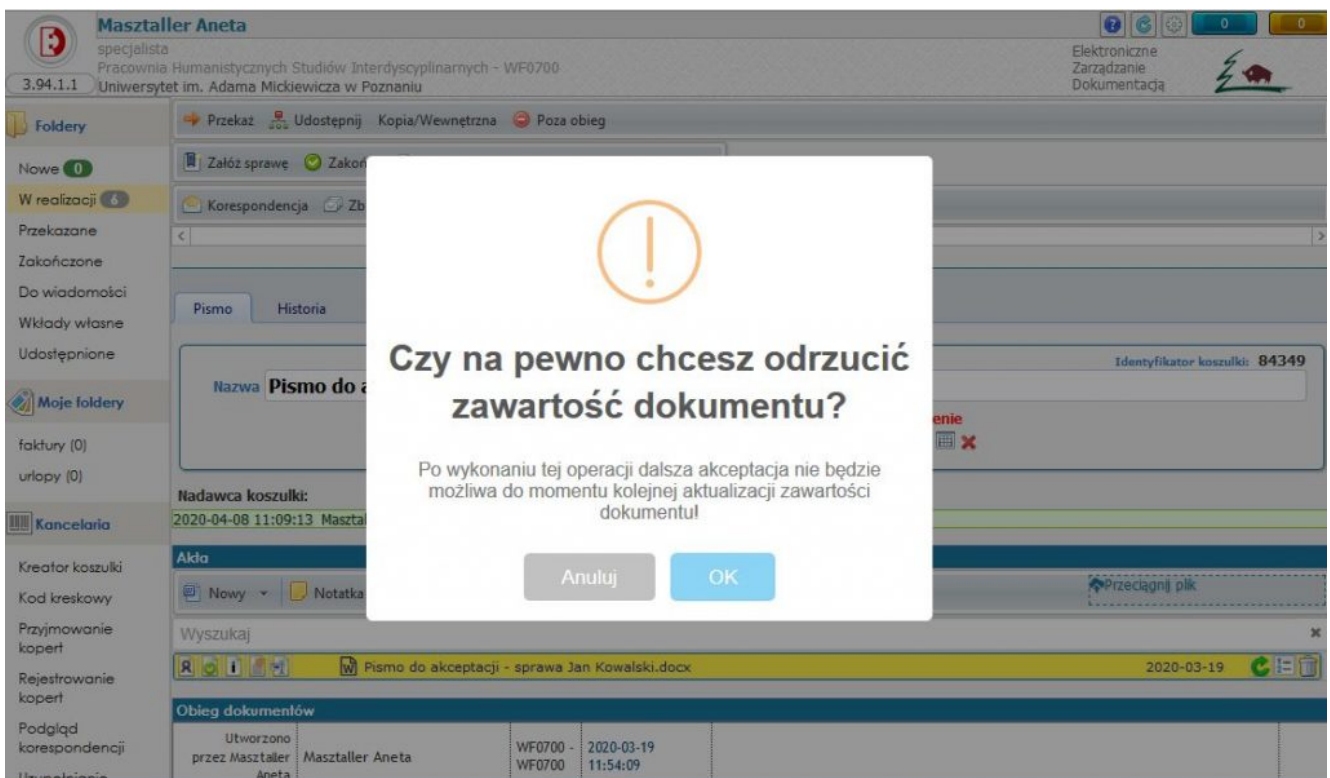 Masztaller Aneta
specjalista
Pracownia Humanistycznych Studiów Interdyscyplinarnych - WF0700
Uniwersytet im. Adama Mickiewicza w Poznaniu
3.94.1.1
0
0
Elektroniczne
Zarządzanie
Dokumentacją
Foldery
Nowe 0
W realizacji 6
Przekazane
Zakończone
Do wiadomości
Wkłady własne
Udostępnione
Moje foldery
faktury (0)
urlopy (0)
Kancelaria
Kreator koszulki
Kod kreskowy
Przyjmowanie
kopert
Rejestrowanie
kopert
Podgląd
korespondencji
Przekaż Udostępnij Kopia/Wewnętrzna Poza obieg
Załóż sprawę
Korespondencja
Pismo Historia
Identyfikator koszulki: 84349
Nazwa Pismo do
Czy na pewno chcesz odrzucić
zawartość dokumentu?
Po wykonaniu tej operacji dalsza akceptacja nie będzie
możliwa do momentu kolejnej aktualizacji zawartości
dokumentu!
Anuluj OK
Nadawca koszulki:
2020-04-08 11:09:13
Akta
Nowy Notatka
Przeciągnij plik
Wyszukaj
Pismo do akceptacji - sprawa Jan Kowalski.docx 2020-03-19
Obieg dokumentów
Utworzono
przez Masztaller
Aneta
Masztaller Aneta
WF0700 -
WF0700
2020-03-19
11:54:09